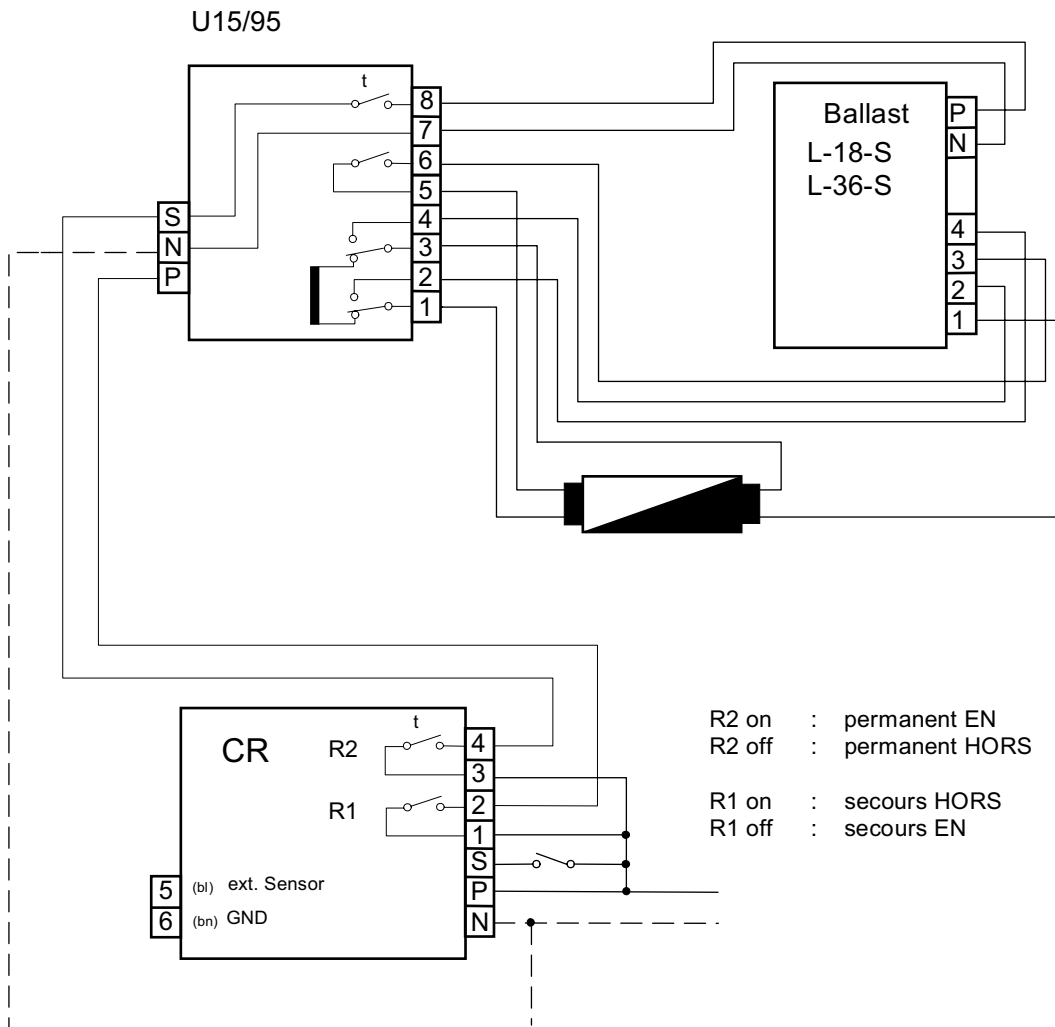 U15/95
t
8
7
6
5
4
3
2
1
S
N
P
Ballast
L-18-S
L-36-S
P
N
4
3
2
1
CR
t
R2
R1
4
3
2
1
S
P
N
5 (bl) ext. Sensor
6 (bn) GND
R2 on : permanent EN
R2 off : permanent HORS
R1 on : secours HORS
R1 off : secours EN